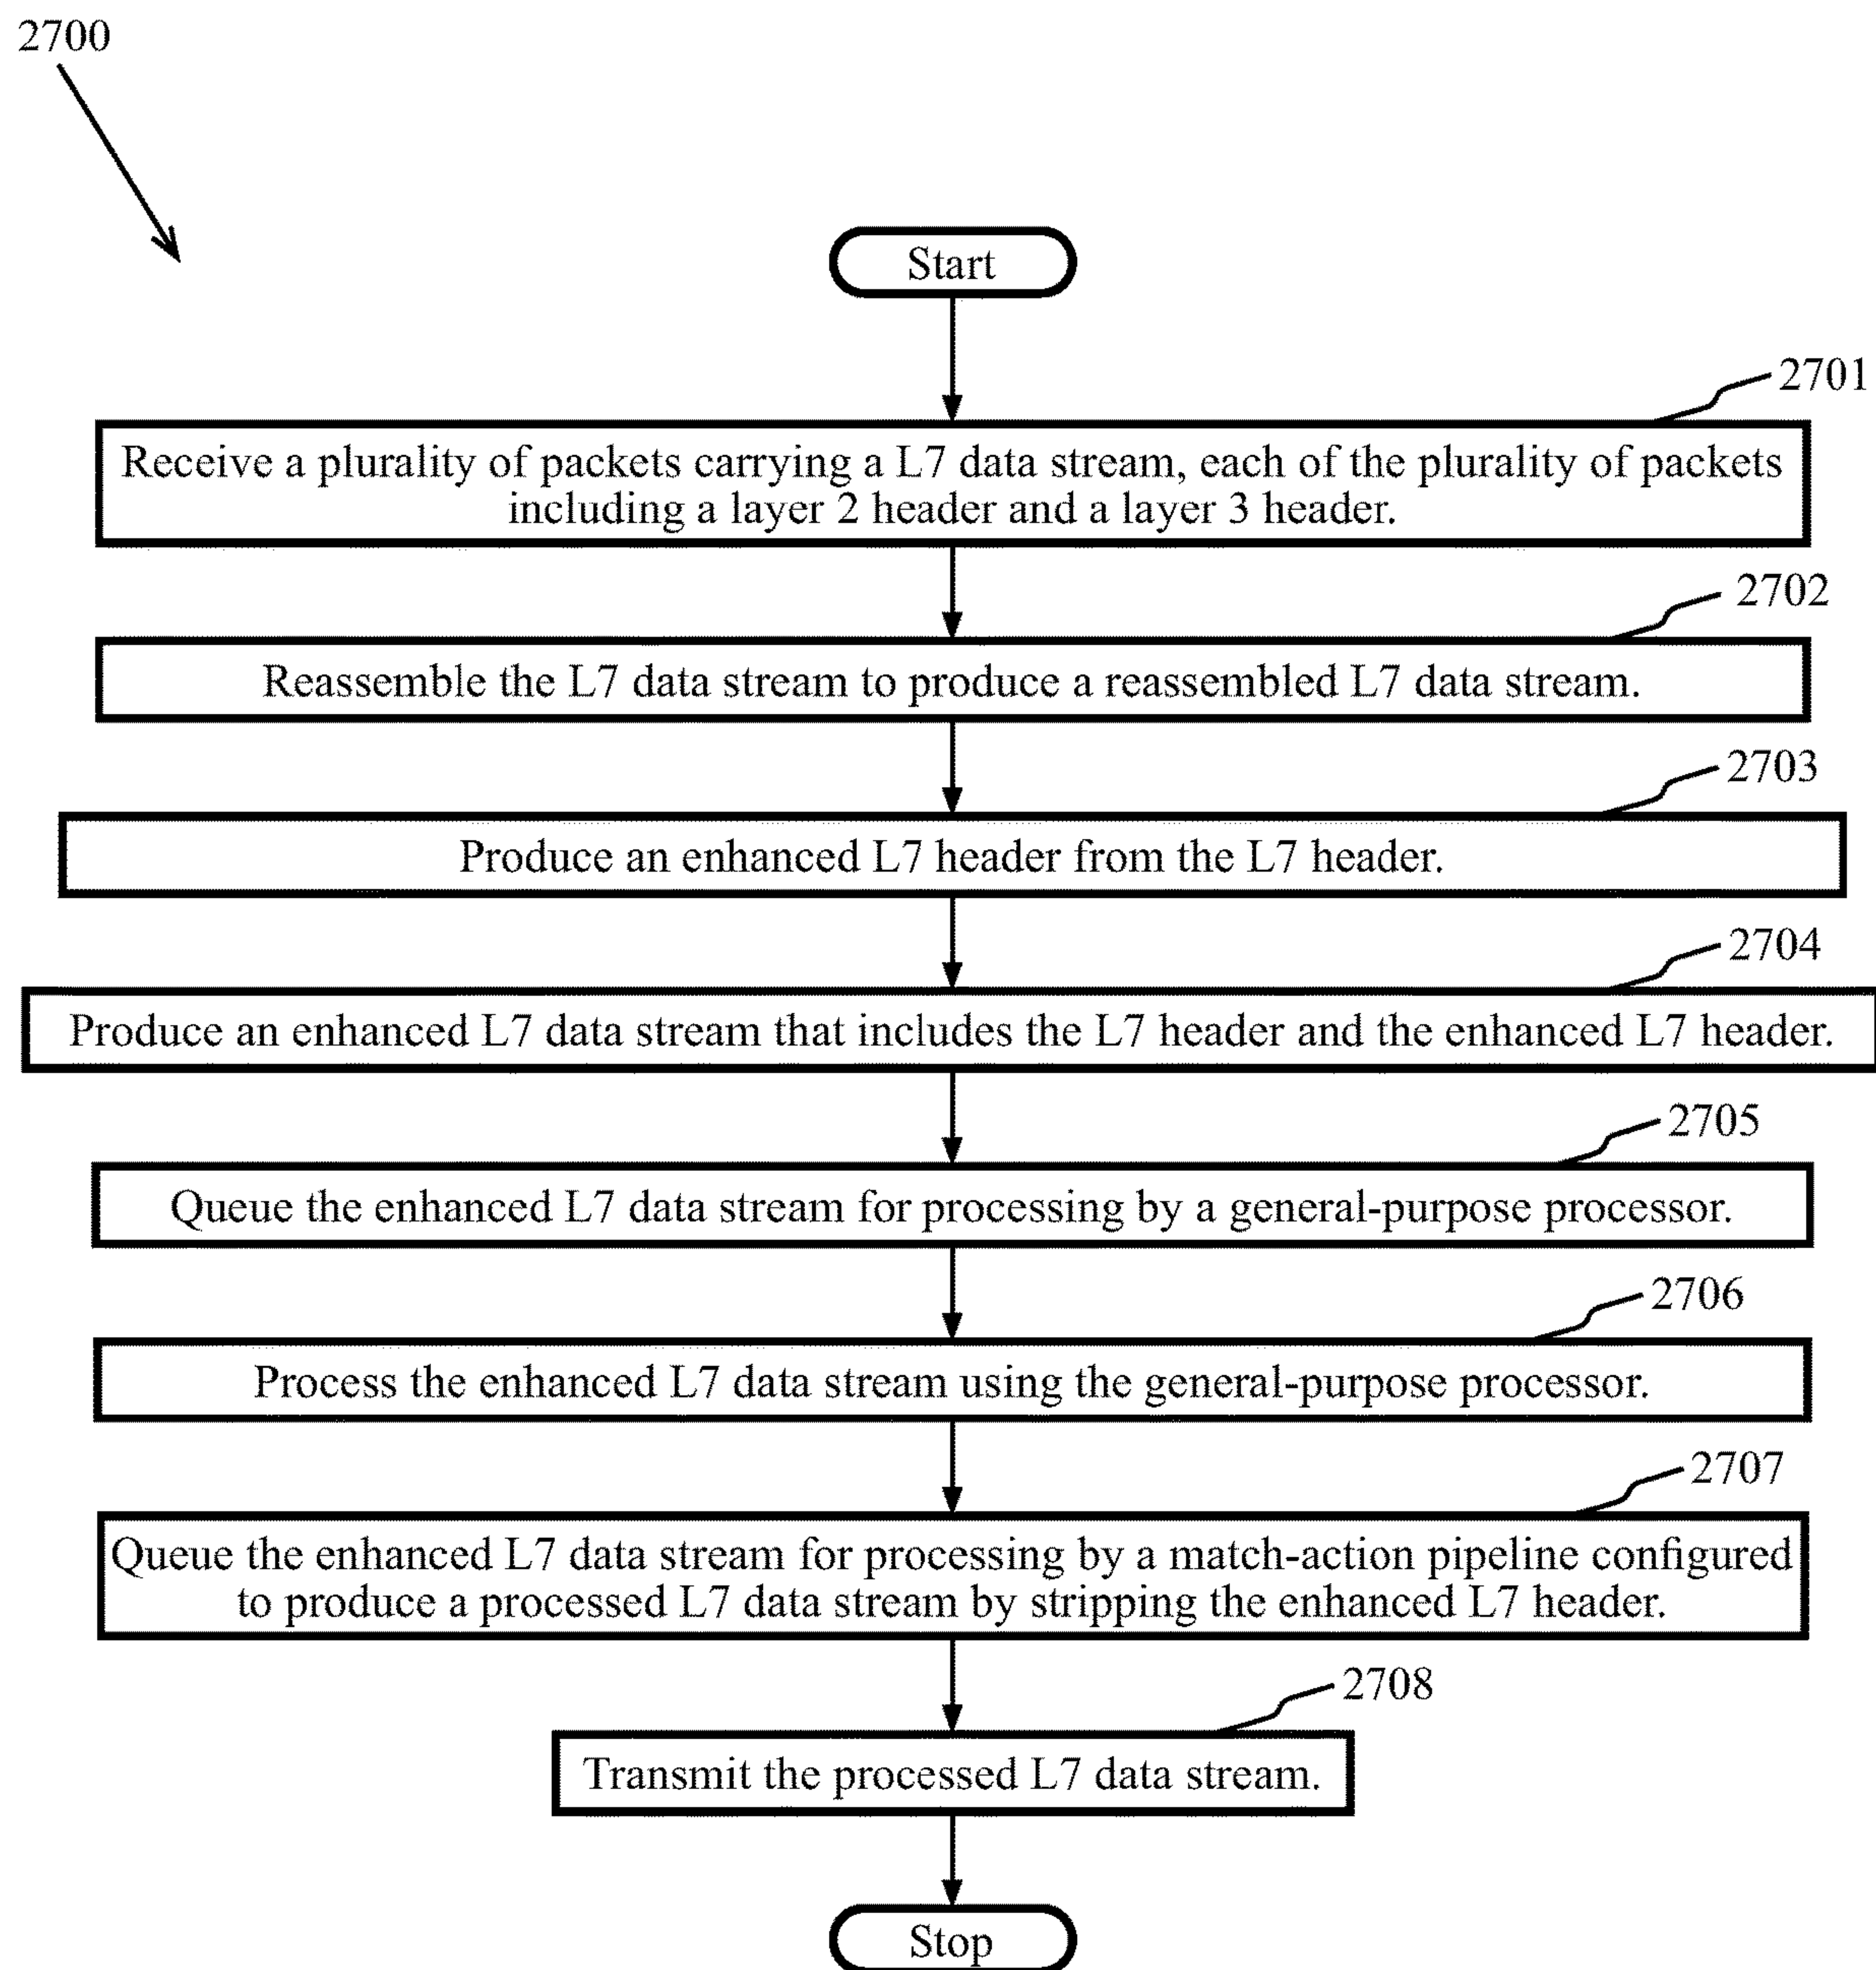 2700
Start
2701
Receive a plurality of packets carrying a L7 data stream, each of the plurality of packets
including a layer 2 header and a layer 3 header.
2702
Reassemble the L7 data stream to produce a reassembled L7 data stream.
2703
Produce an enhanced L7 header from the L7 header.
2704
Produce an enhanced L7 data stream that includes the L7 header and the enhanced L7 header.
2705
Queue the enhanced L7 data stream for processing by a general-purpose processor.
2706
Process the enhanced L7 data stream using the general-purpose processor.
2707
Queue the enhanced L7 data stream for processing by a match-action pipeline configured
to produce a processed L7 data stream by stripping the enhanced L7 header.
2708
Transmit the processed L7 data stream.
Stop